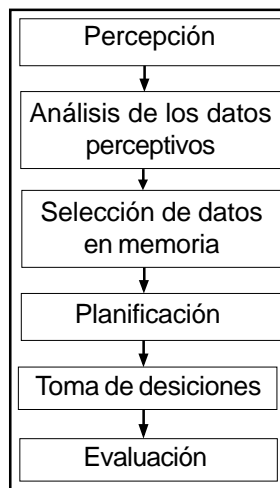 Percepción
Análisis de los datos
perceptivos
Selección de datos
en memoria
Planificación
Toma de desiciones
Evaluación